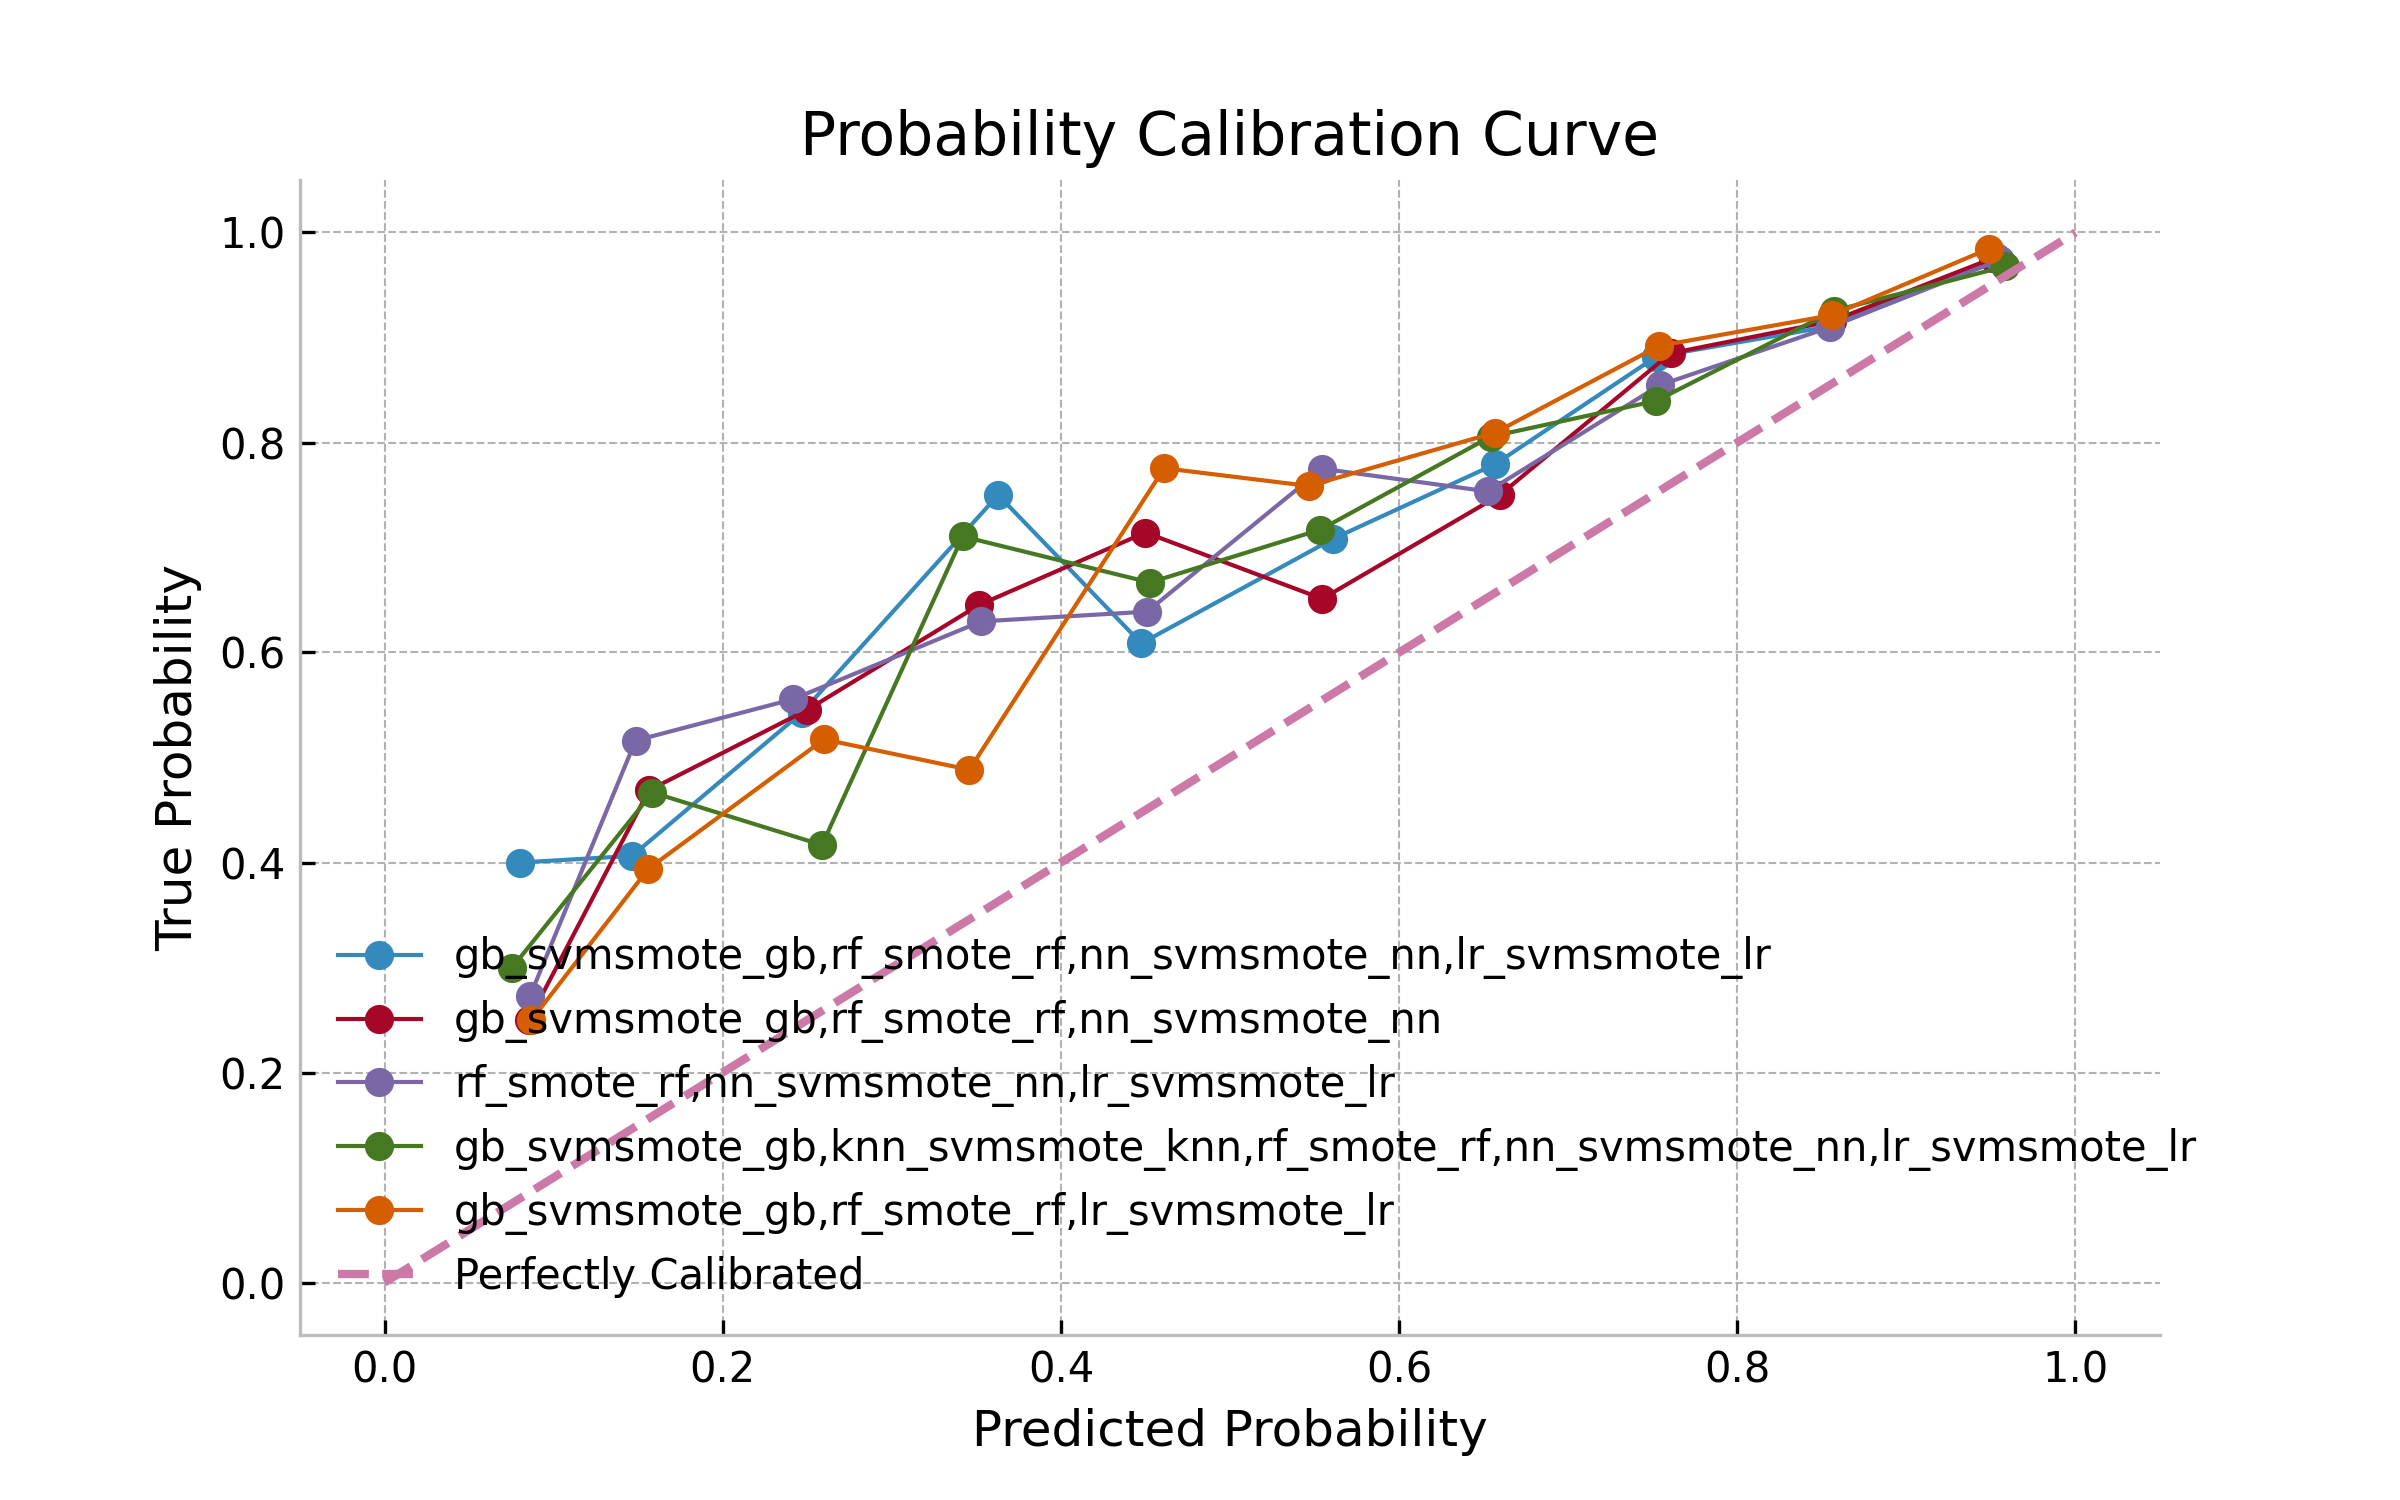 Probability Calibration Curve
True Probability
1.0
0.8
0.6
0.4
0.2
0.0
gb_svmsmote_gb,rf_smote_rf,nn_svmsmote_nn,lr_svmsmote_lr
gb_svmsmote_gb,rf_smote_rf,nn_svmsmote_nn
rf_smote_rf,nn_svmsmote_nn,lr_svmsmote_lr
gb_svmsmote_gb,knn_svmsmote_knn,rf_smote_rf,nn_svmsmote_nn,lr_svmsmote_lr
gb_svmsmote_gb,rf_smote_rf,lr_svmsmote_lr
Perfectly Calibrated
0.0 0.2 0.4 0.6 0.8 1.0
Predicted Probability